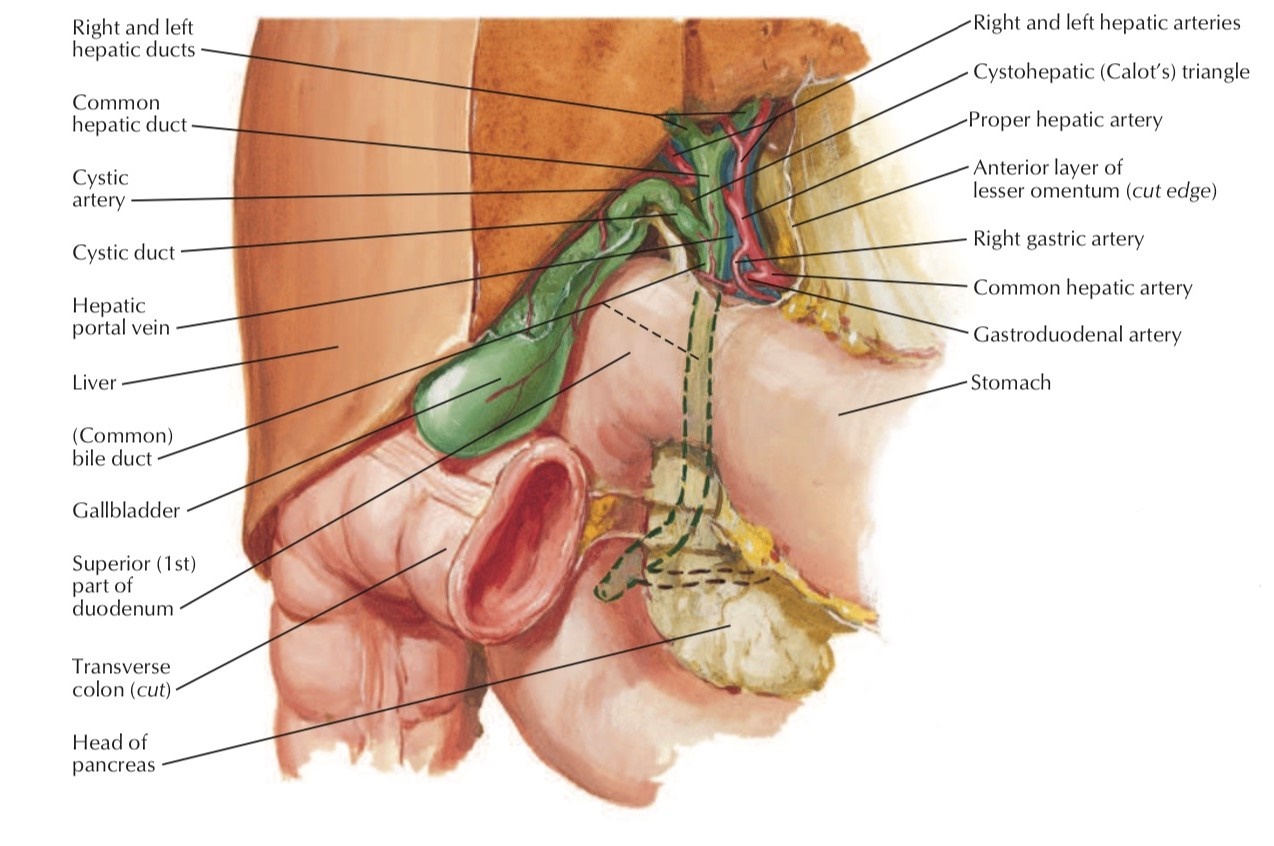 Right and left
hepatic ducts
Common
hepatic duct
Cystic
artery
Cystic duct
Hepatic
portal vein
Liver
(Common)
bile duct
Gallbladder
Superior (1st)
part of
duodenum
Transverse
colon (cut)
Head of
pancreas
Right and left hepatic arteries
Cystohepatic (Calot’s) triangle
Proper hepatic artery
Anterior layer of
lesser omentum (cut edge)
Right gastric artery
Common hepatic artery
Gastroduodenal artery
Stomach